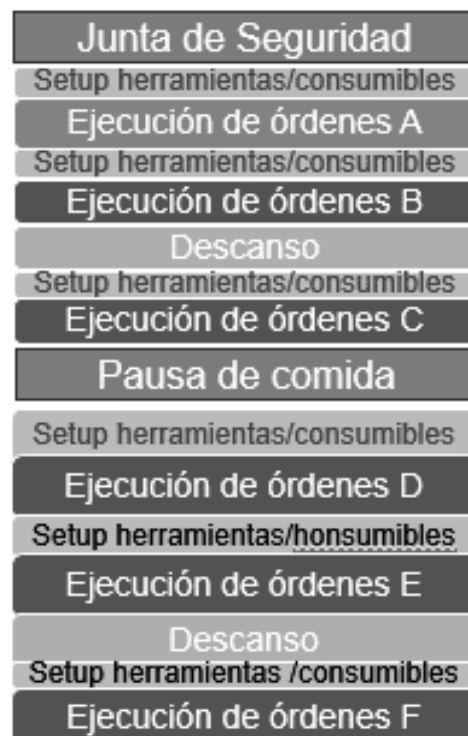 Junta de Seguridad
Setup herramientas/consumibles
Ejecución de órdenes A
Setup herramientas/consumibles
Ejecución de órdenes B
Descanso
Setup herramientas/consumibles
Ejecución de órdenes C
Pausa de comida
Setup herramientas/consumibles
Ejecución de órdenes D
Setup herramientas/honsumibles
Ejecución de órdenes E
Descanso
Setup herramientas /consumibles
Ejecución de órdenes F